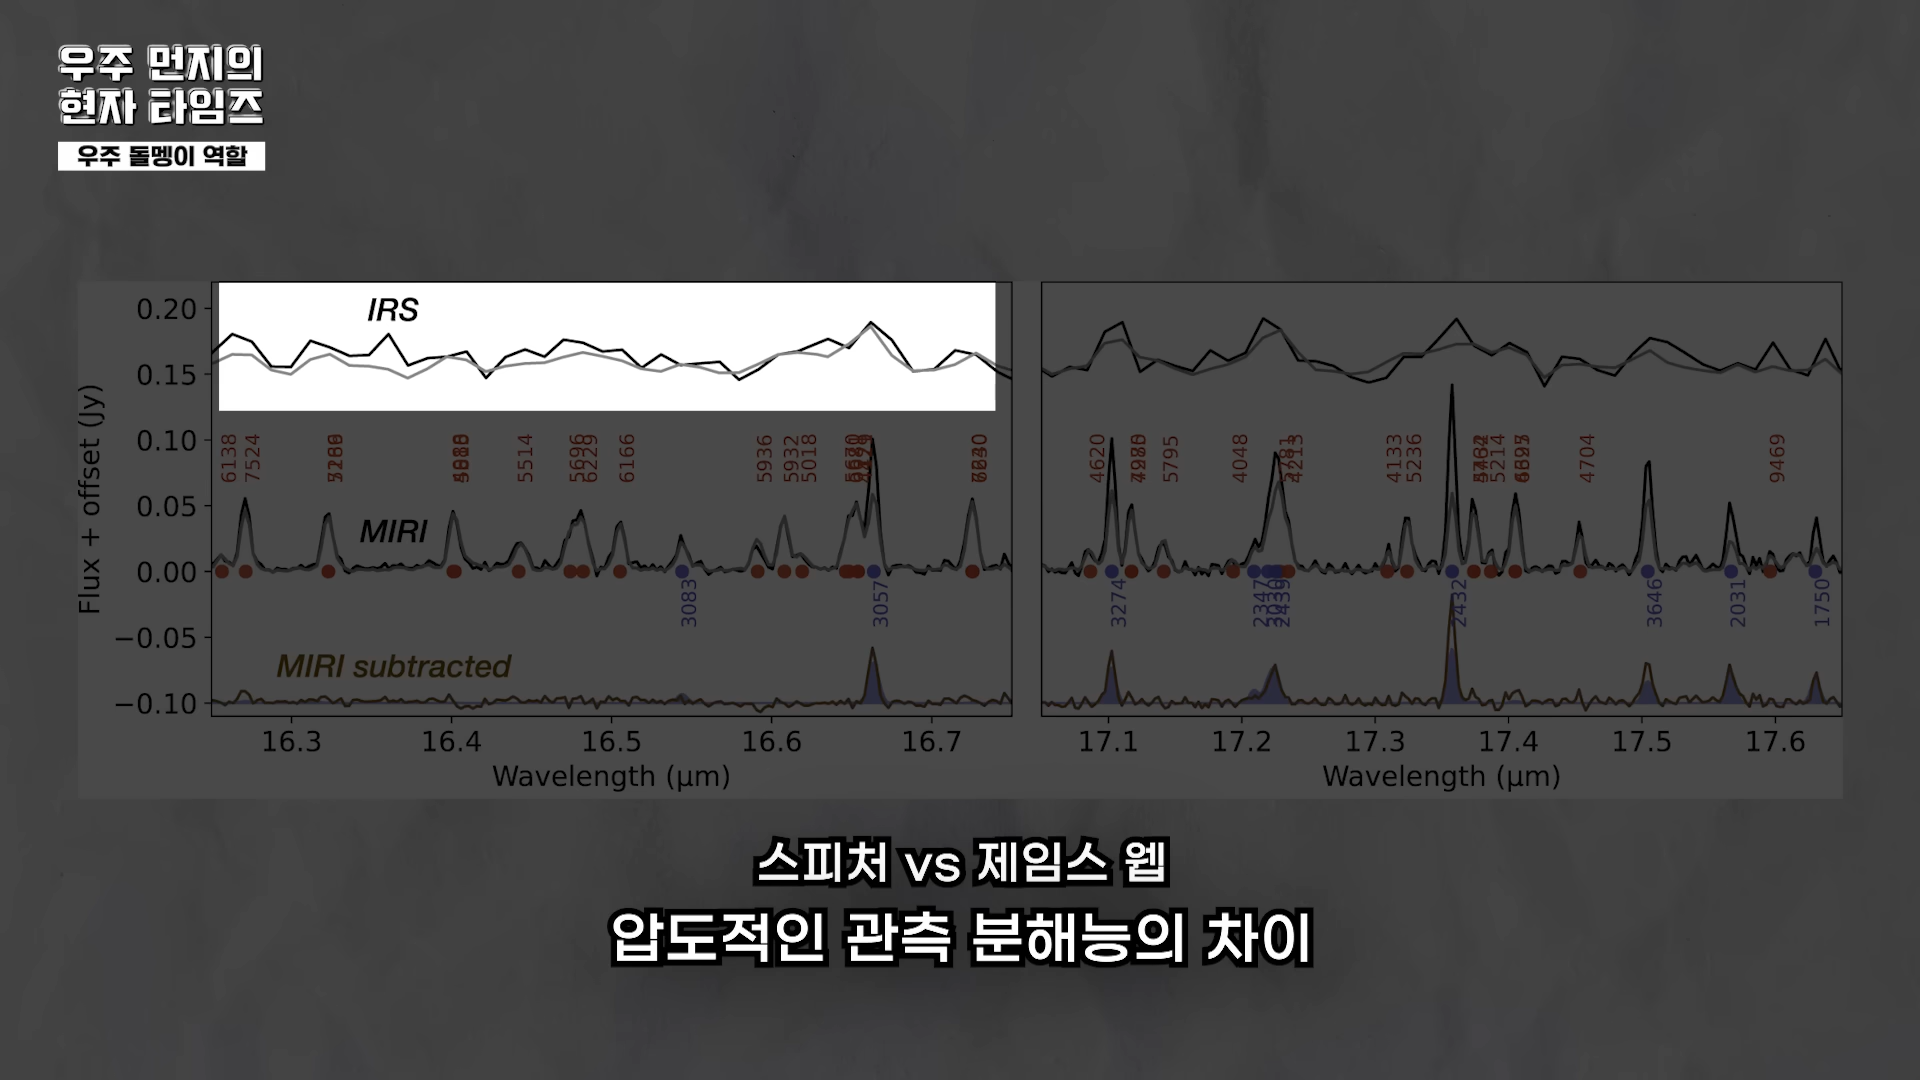 우주 먼지의
현자 타임즈
우주 돌멩이 역할
IRS
0.20
0.15
0.10
0.05
0.00
−0.05
−0.10
Flux + offset (Jy)
6138 7524 5514 6229 6166 5936 5932 5018
4620 5795 4048 4213 4133 5236 5214 4704 9469
MIRI
3083 3057
3274 2347 2439 2432 3646 2031 1750
MIRI subtracted
16.3 16.4 16.5 16.6 16.7
17.1 17.2 17.3 17.4 17.5 17.6
Wavelength (μm)
Wavelength (μm)
스피처 vs 제임스 웹
압도적인 관측 분해능의 차이